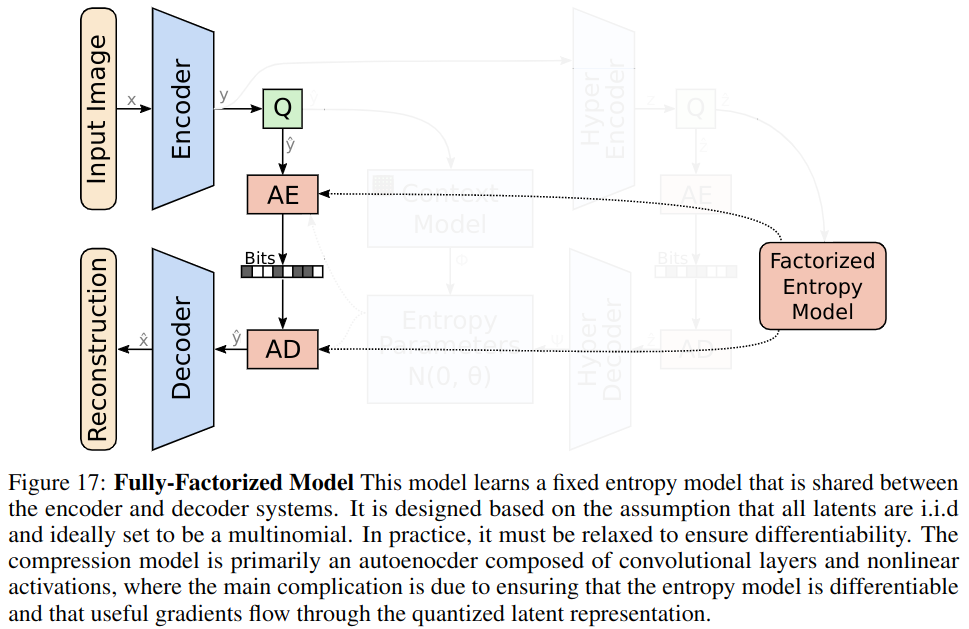 Input Image
x
Encoder
y
Q
ŷ
AE
Bits
AD
ŷ
Decoder
x̂
Reconstruction
Factorized
Entropy
Model
ŷ
Context
Model
Φ
Entropy
Parameters
N(0, θ)
Hyper
Encoder
z
Q
AE
Bits
AD
Hyper
Decoder
Figure 17: Fully-Factorized Model This model learns a fixed entropy model that is shared between
the encoder and decoder systems. It is designed based on the assumption that all latents are i.i.d
and ideally set to be a multinomial. In practice, it must be relaxed to ensure differentiability. The
compression model is primarily an autoenocder composed of convolutional layers and nonlinear
activations, where the main complication is due to ensuring that the entropy model is differentiable
and that useful gradients flow through the quantized latent representation.